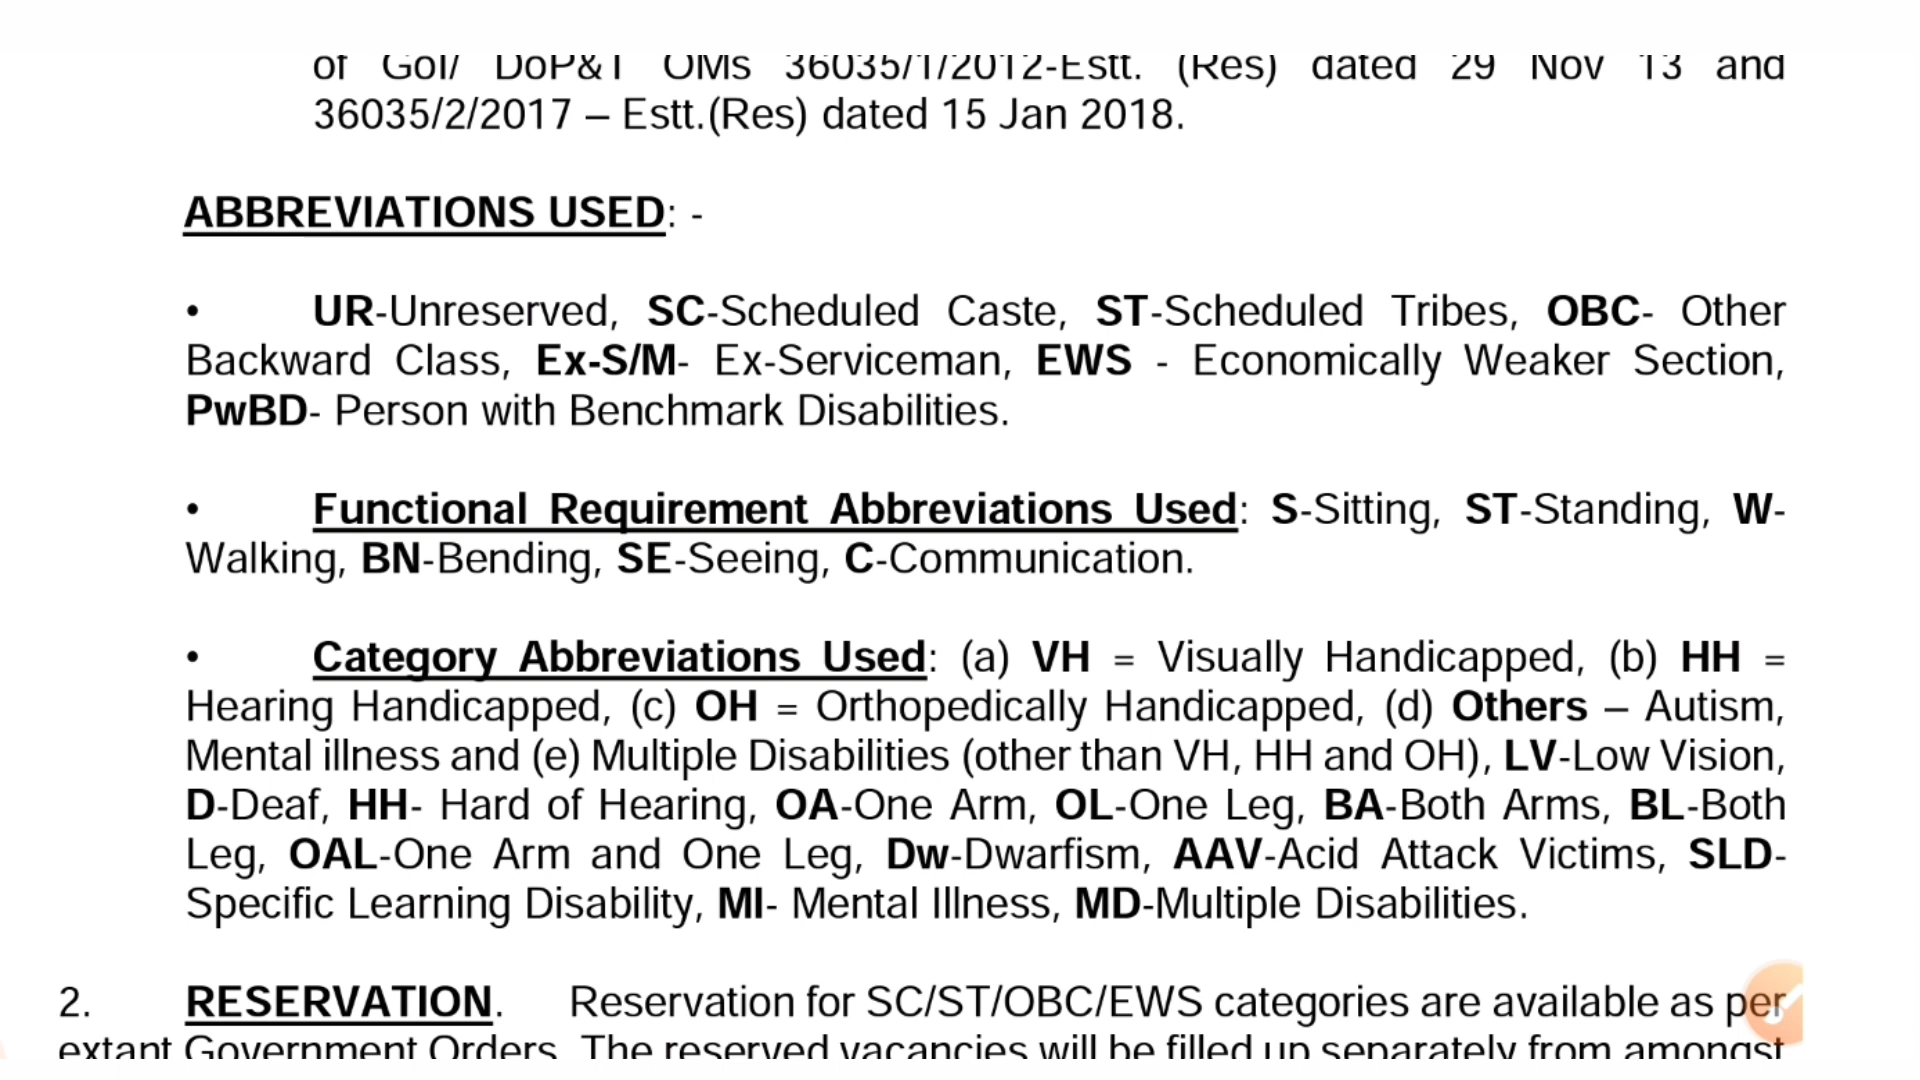 of GoI/ DoP&T OMs 36035/1/2012-Estt. (Res) dated 29 Nov 13 and
36035/2/2017 – Estt.(Res) dated 15 Jan 2018.
ABBREVIATIONS USED: -
• UR-Unreserved, SC-Scheduled Caste, ST-Scheduled Tribes, OBC- Other
Backward Class, Ex-S/M- Ex-Serviceman, EWS - Economically Weaker Section,
PwBD- Person with Benchmark Disabilities.
• Functional Requirement Abbreviations Used: S-Sitting, ST-Standing, W-
Walking, BN-Bending, SE-Seeing, C-Communication.
• Category Abbreviations Used: (a) VH = Visually Handicapped, (b) HH =
Hearing Handicapped, (c) OH = Orthopedically Handicapped, (d) Others – Autism,
Mental illness and (e) Multiple Disabilities (other than VH, HH and OH), LV-Low Vision,
D-Deaf, HH- Hard of Hearing, OA-One Arm, OL-One Leg, BA-Both Arms, BL-Both
Leg, OAL-One Arm and One Leg, Dw-Dwarfism, AAV-Acid Attack Victims, SLD-
Specific Learning Disability, MI- Mental Illness, MD-Multiple Disabilities.
2. RESERVATION. Reservation for SC/ST/OBC/EWS categories are available as per
extant Government Orders. The reserved vacancies will be filled up separately from amongst